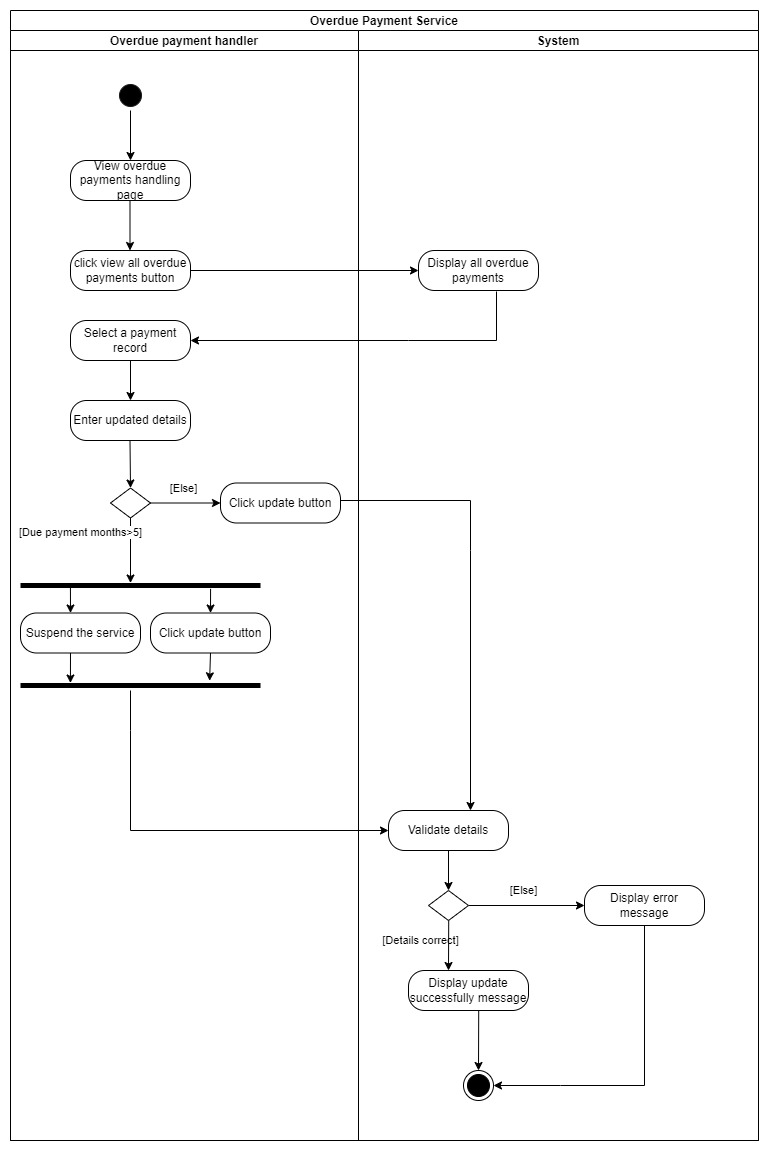 Overdue Payment Service
Overdue payment handler
System
View overdue
payments handling
page
click view all overdue
payments button
Display all overdue
payments
Select a payment
record
Enter updated details
[Else]
Click update button
[Due payment months>5]
Suspend the service
Click update button
Validate details
[Else]
Display error
message
[Details correct]
Display update
successfully message